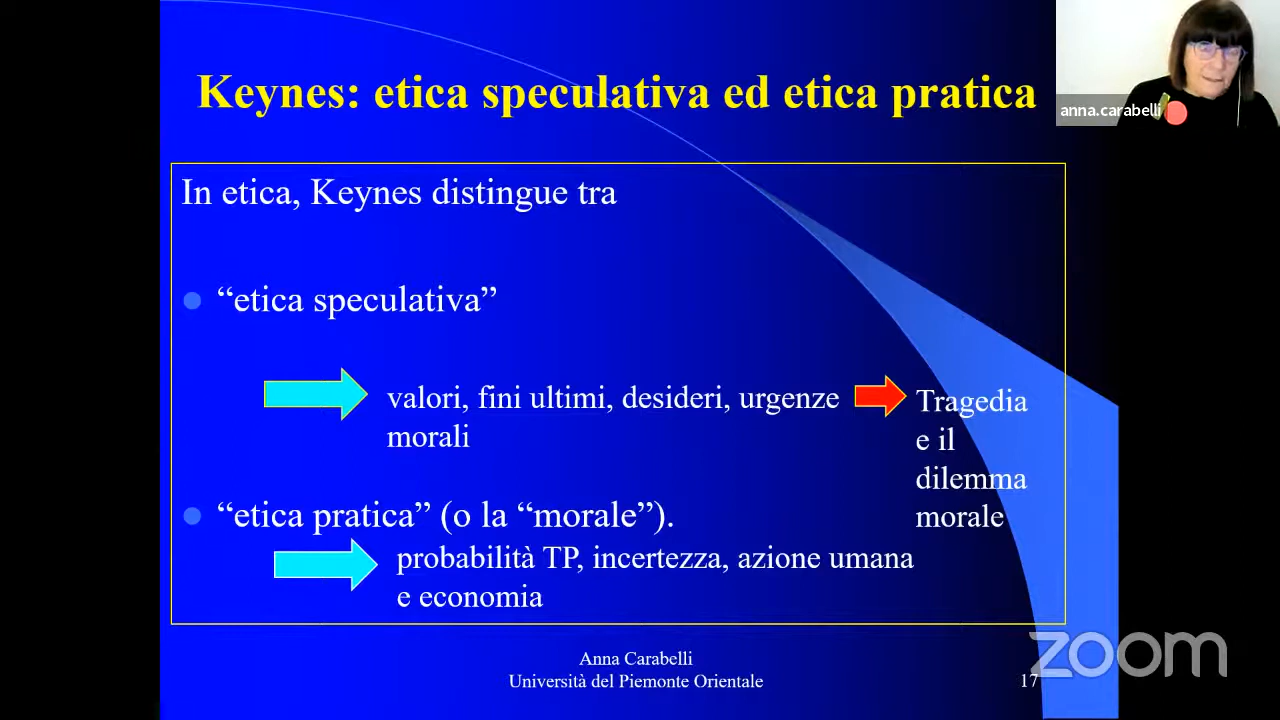 Keynes: etica speculativa ed etica pratica
anna.carabelli
In etica, Keynes distingue tra
“etica speculativa”
valori, fini ultimi, desideri, urgenze
morali
Tragedia
e il
dilemma
morale
“etica pratica” (o la “morale”).
probabilità TP, incertezza, azione umana
e economia
Anna Carabelli
Università del Piemonte Orientale
17
zoom